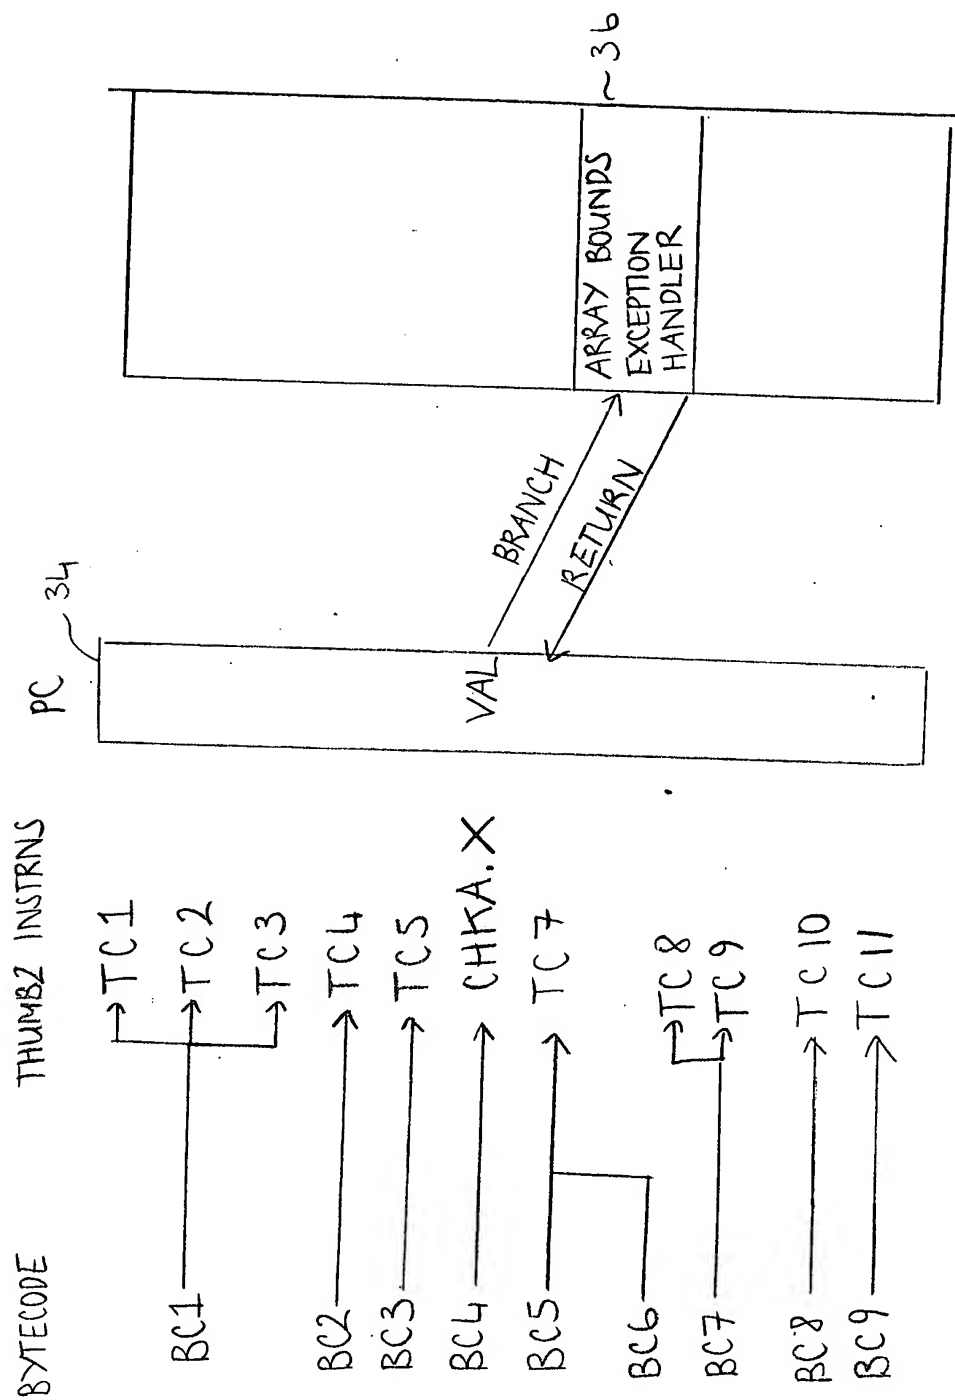 BYTECODE
THUMB2 INSTRNS
PC
34
BC1
TC1
TC2
TC3
BC2
TC4
BC3
TC5
BC4
CHKA.X
VAL
BC5
TC7
BC6
BC7
TC8
TC9
BC8
TC10
BC9
TC11
BRANCH
RETURN
ARRAY BOUNDS
EXCEPTION
HANDLER
36